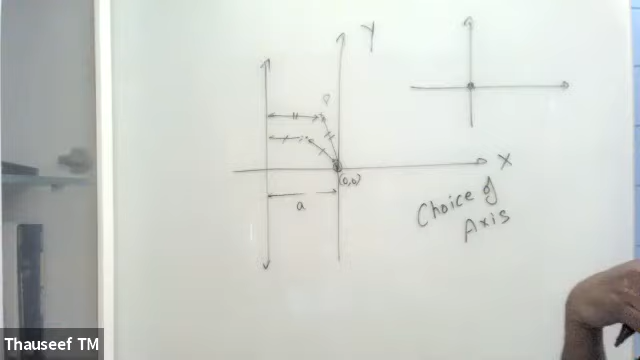 Y
P
X
(0,0)
a
Choice of
Axis
Thauseef TM